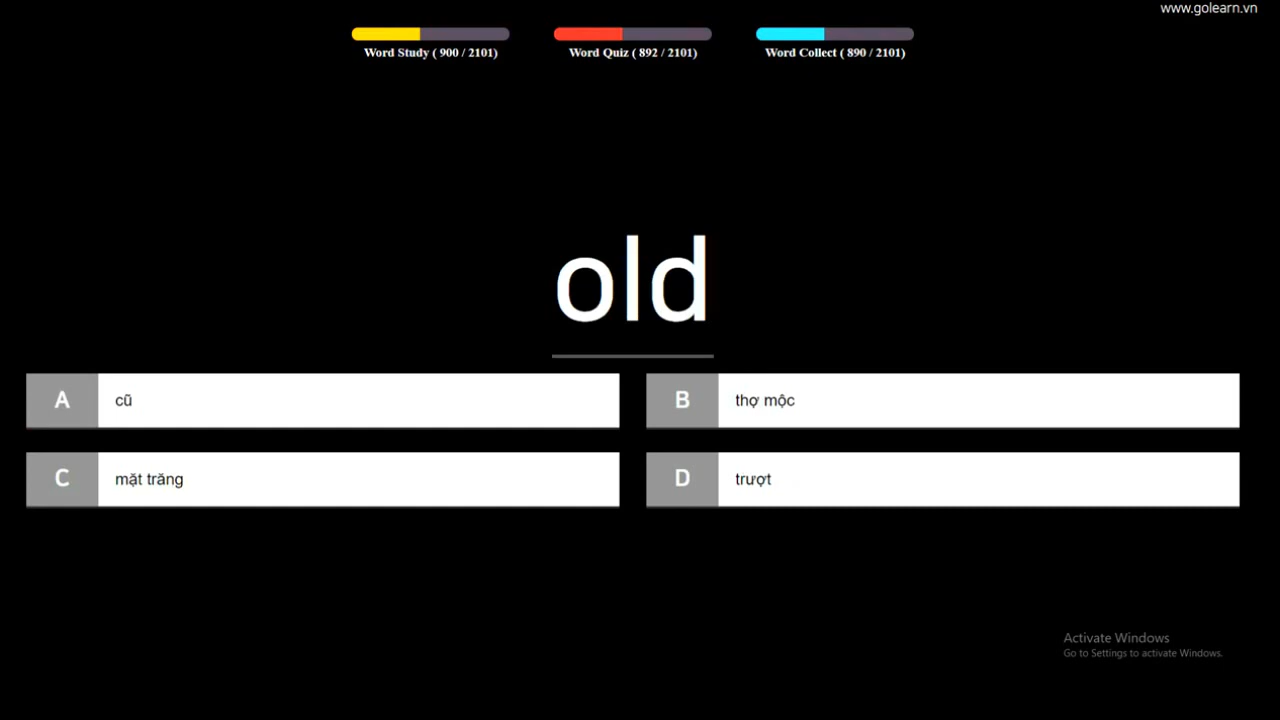 www.golearn.vn
Word Study ( 900 / 2101)
Word Quiz ( 892 / 2101)
Word Collect ( 890 / 2101)
old
A cũ
B thợ mộc
C mặt trăng
D trượt
Activate Windows
Go to Settings to activate Windows.